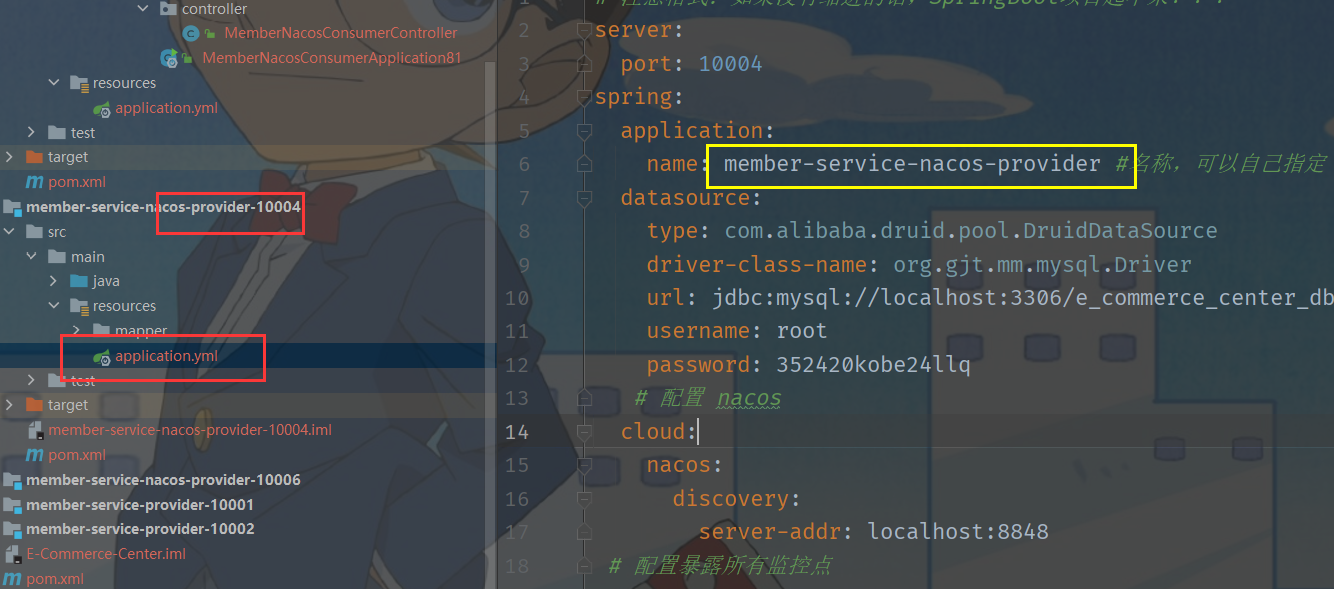 controller
MemberNacosConsumerController
MemberNacosConsumerApplication81
resources
application.yml
test
target
pom.xml
member-service-nacos-provider-10004
src
main
java
resources
mapper
application.yml
test
target
member-service-nacos-provider-10004.iml
pom.xml
member-service-nacos-provider-10006
member-service-provider-10001
member-service-provider-10002
E-Commerce-Center.iml
pom.xml
2 server:
3 port: 10004
4 spring:
5 application:
6 name: member-service-nacos-provider #名称，可以自己指定
7 datasource:
8 type: com.alibaba.druid.pool.DruidDataSource
9 driver-class-name: org.gjt.mm.mysql.Driver
10 url: jdbc:mysql://localhost:3306/e_commerce_center_db
11 username: root
12 password: 352420kobe24llq
13 # 配置 nacos
14 cloud:
15 nacos:
16 discovery:
17 server-addr: localhost:8848
18 # 配置暴露所有监控点